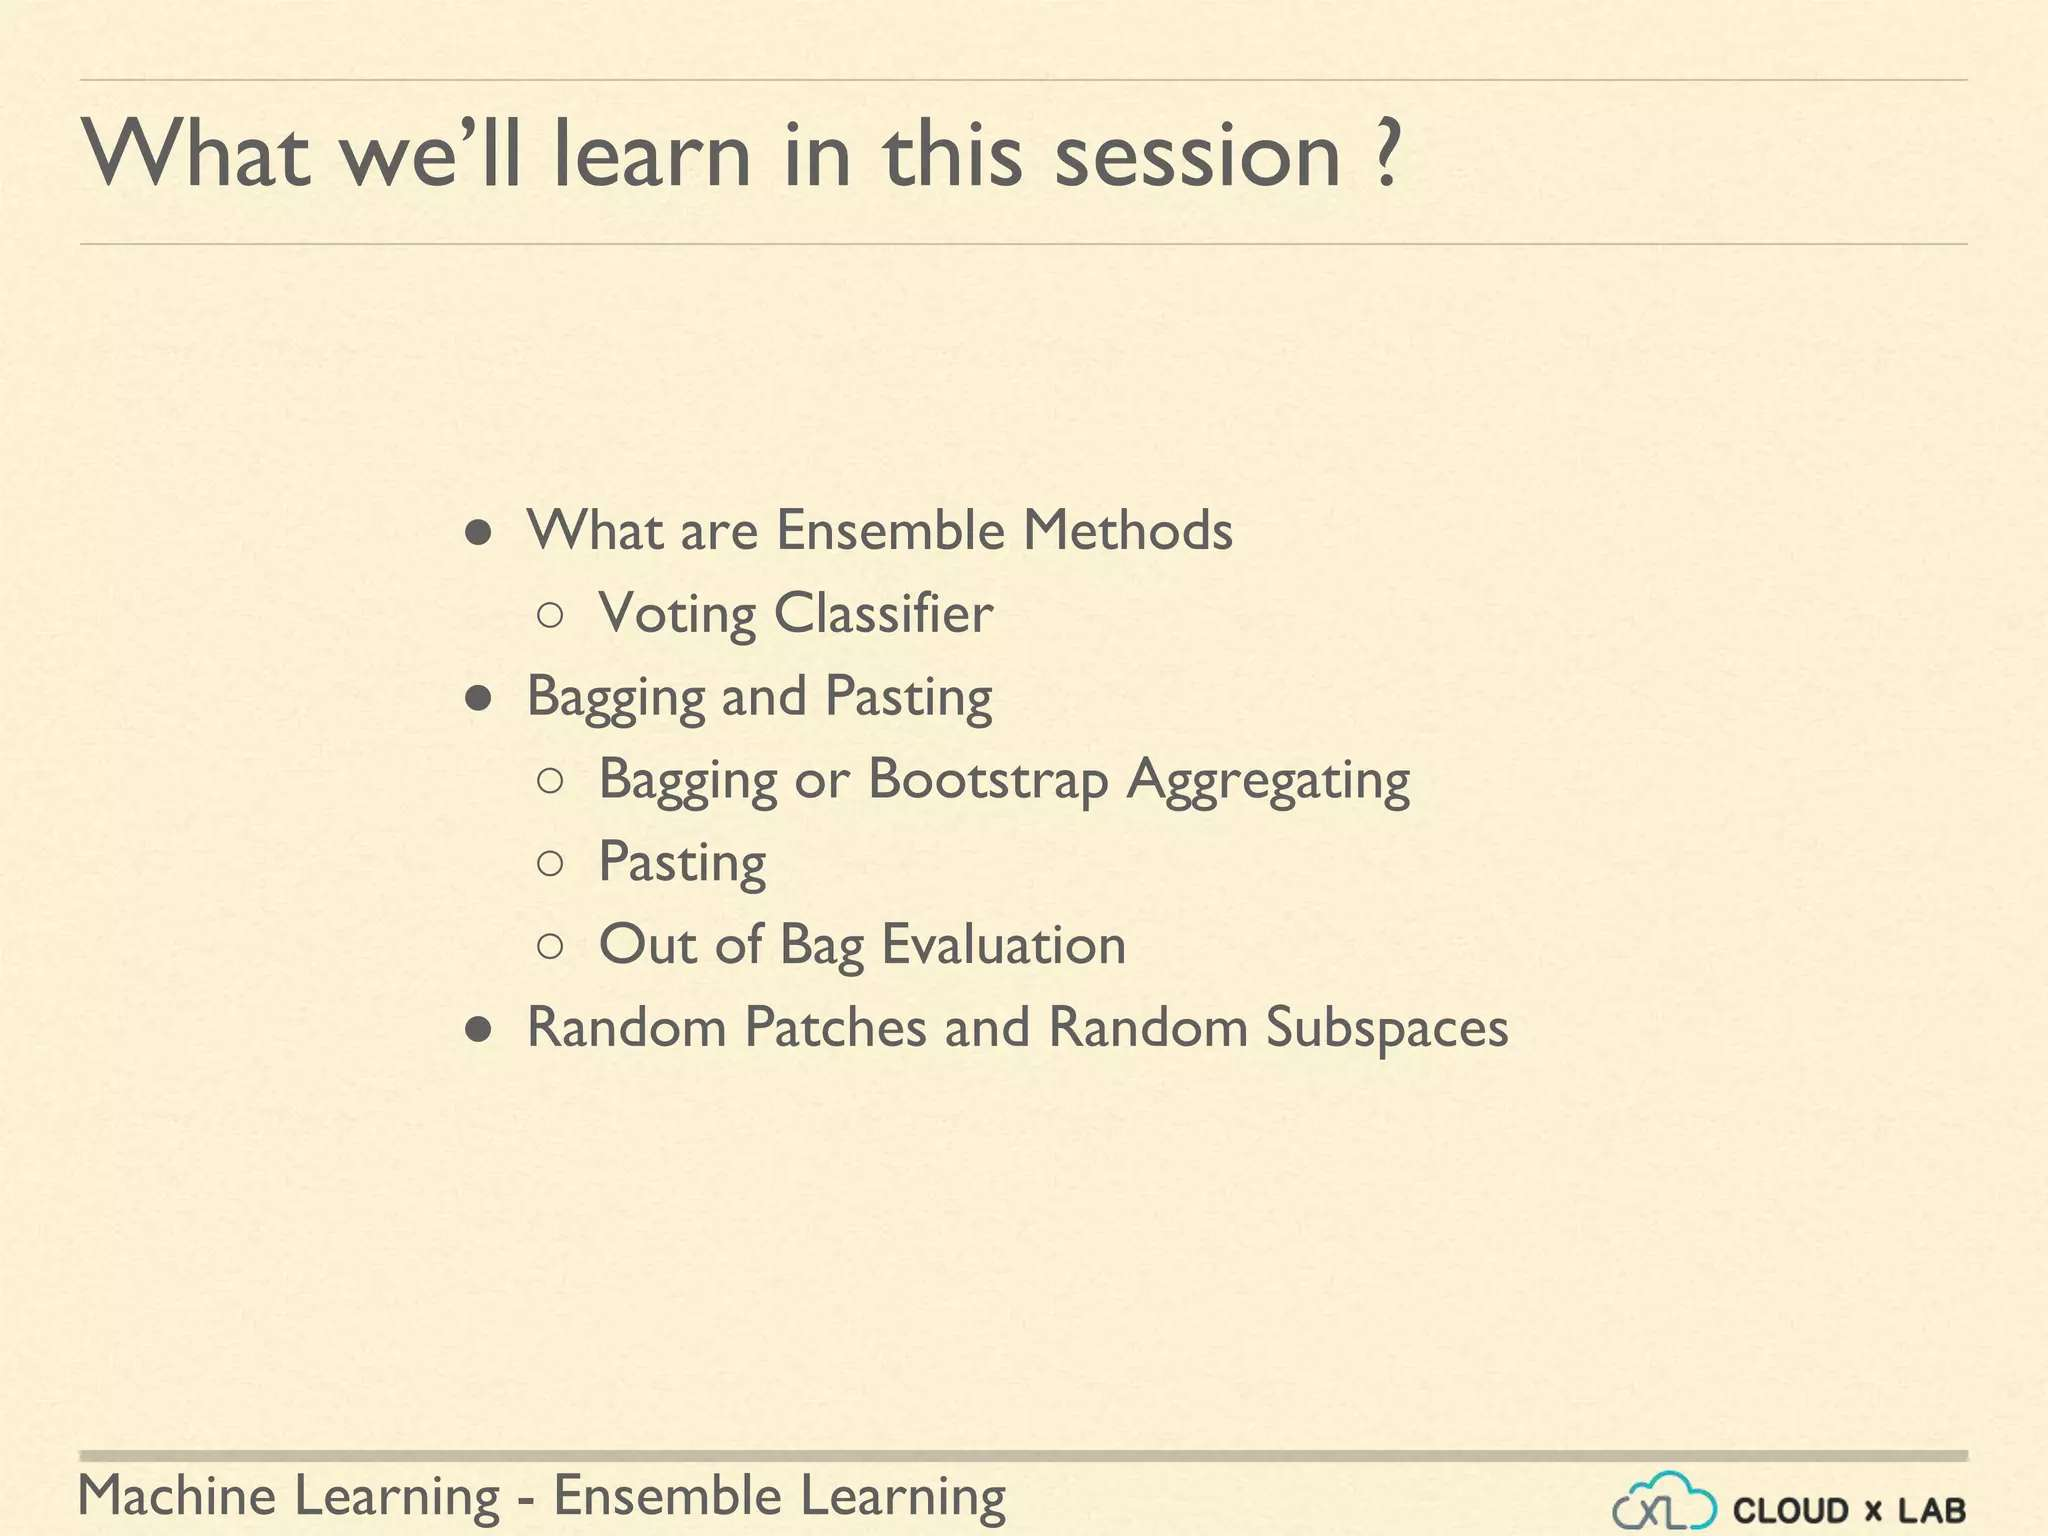 What we’ll learn in this session ?
● What are Ensemble Methods
○ Voting Classifier
● Bagging and Pasting
○ Bagging or Bootstrap Aggregating
○ Pasting
○ Out of Bag Evaluation
● Random Patches and Random Subspaces
Machine Learning - Ensemble Learning
CXL CLOUD x LAB